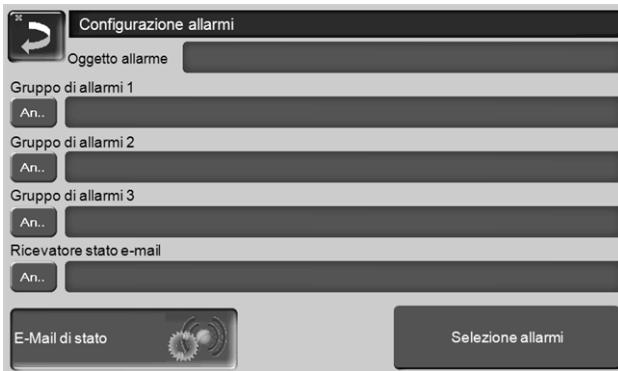 Configurazione allarmi
Oggetto allarme
Gruppo di allarmi 1
An..
Gruppo di allarmi 2
An..
Gruppo di allarmi 3
An..
Ricevatore stato e-mail
An..
E-Mail di stato
Selezione allarmi